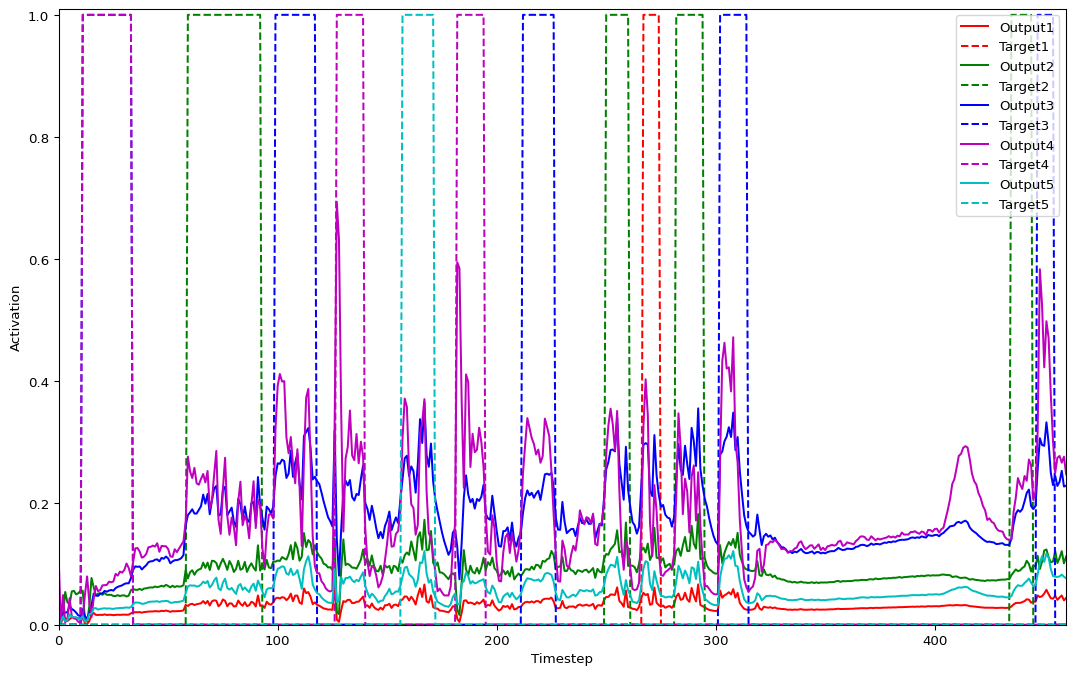 1.0
0.8
0.6
0.4
0.2
0.0
Activation
0
100
200
300
400
Timestep
Output1
Target1
Output2
Target2
Output3
Target3
Output4
Target4
Output5
Target5